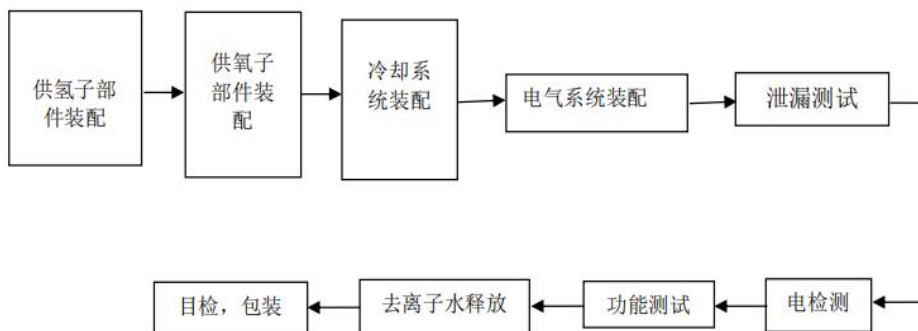 供氢子部
件装配
供氧子
部件装
配
冷却系
统装配
电气系统装配
泄漏测试
电检测
功能测试
去离子水释放
目检，包装